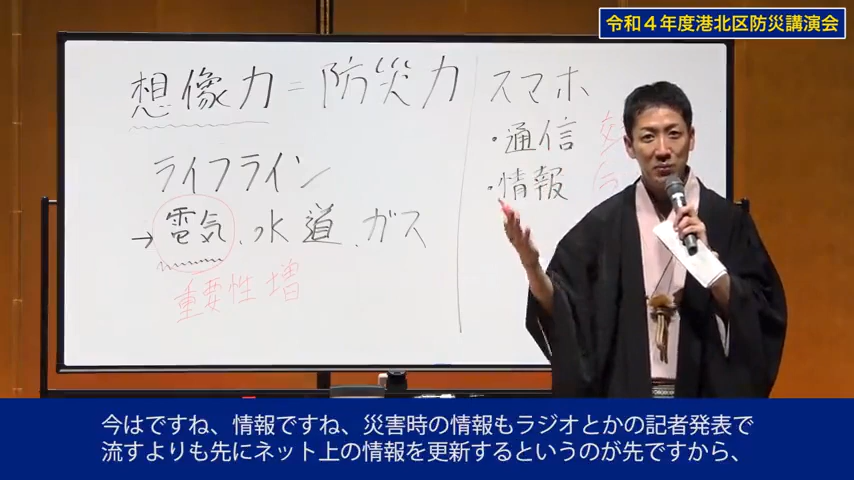 令和４年度港北区防災講演会
想像力=防災力
ライフライン
→電気、水道、ガス
重要性増
スマホ
・通信
・情報
今はですね、情報ですね、災害時の情報もラジオとかの記者発表で
流すよりも先にネット上の情報を更新するというのが先ですから、